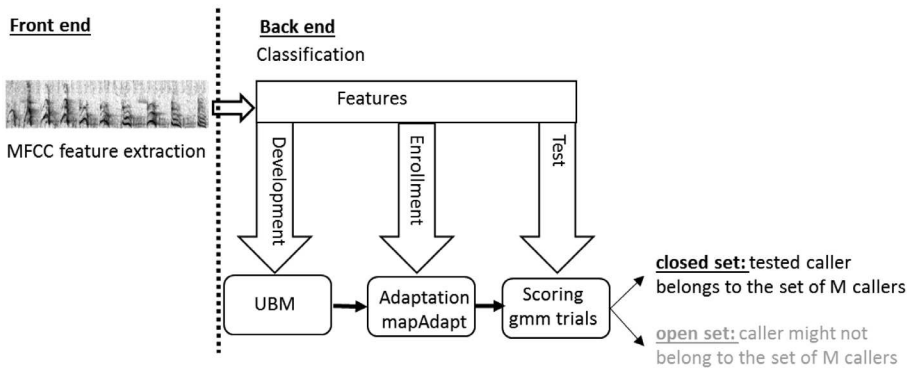 Front end
MFCC feature extraction
Back end
Classification
Features
Development
Enrollment
Test
UBM
Adaptation
mapAdapt
Scoring
gmm trials
closed set: tested caller
belongs to the set of M callers
open set: caller might not
belong to the set of M callers